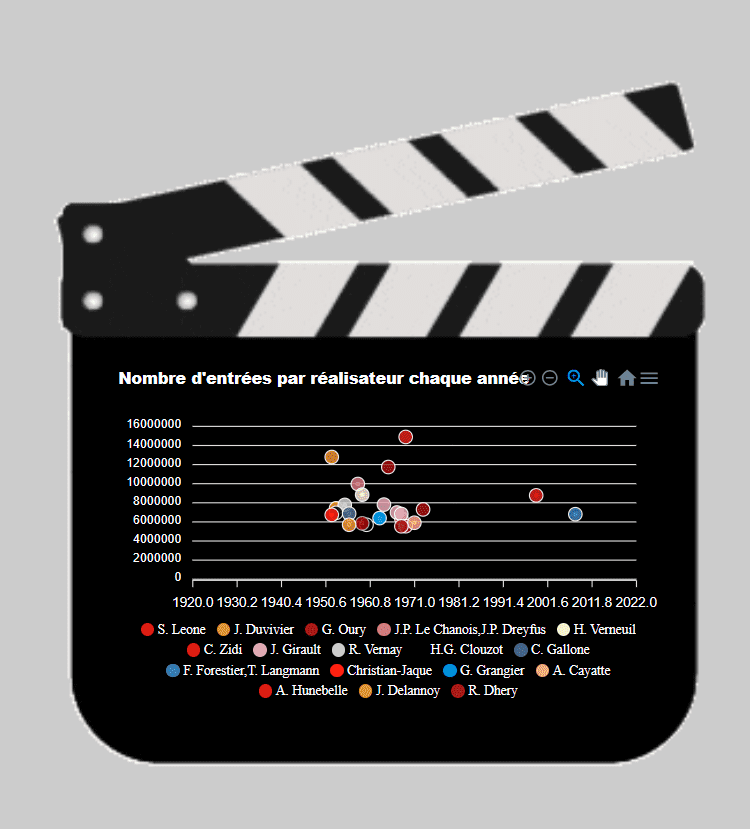 Nombre d'entrées par réalisateur chaque année
16000000
14000000
12000000
10000000
8000000
6000000
4000000
2000000
0
1920.0 1930.2 1940.4 1950.6 1960.8 1971.0 1981.2 1991.4 2001.6 2011.8 2022.0
S. Leone J. Duvivier G. Oury J.P. Le Chanois,J.P. Dreyfus H. Verneuil
C. Zidi J. Girault R. Vernay H.G. Clouzot C. Gallone
F. Forestier,T. Langmann Christian-Jaque G. Grangier A. Cayatte
A. Hunebelle J. Delannoy R. Dhery